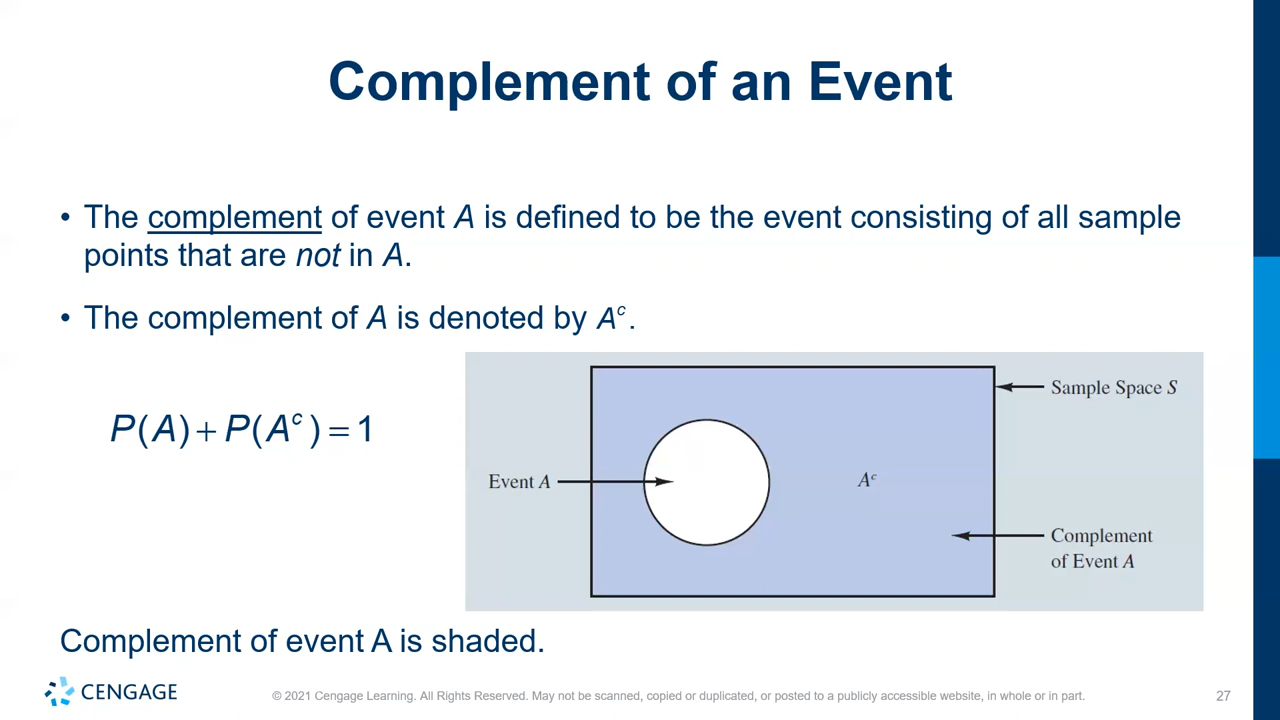 Complement of an Event
• The complement of event A is defined to be the event consisting of all sample
points that are not in A.
• The complement of A is denoted by Aᶜ.
P(A) + P(Aᶜ) = 1
Sample Space S
Event A
Aᶜ
Complement
of Event A
Complement of event A is shaded.
CENGAGE
© 2021 Cengage Learning. All Rights Reserved. May not be scanned, copied or duplicated, or posted to a publicly accessible website, in whole or in part.
27